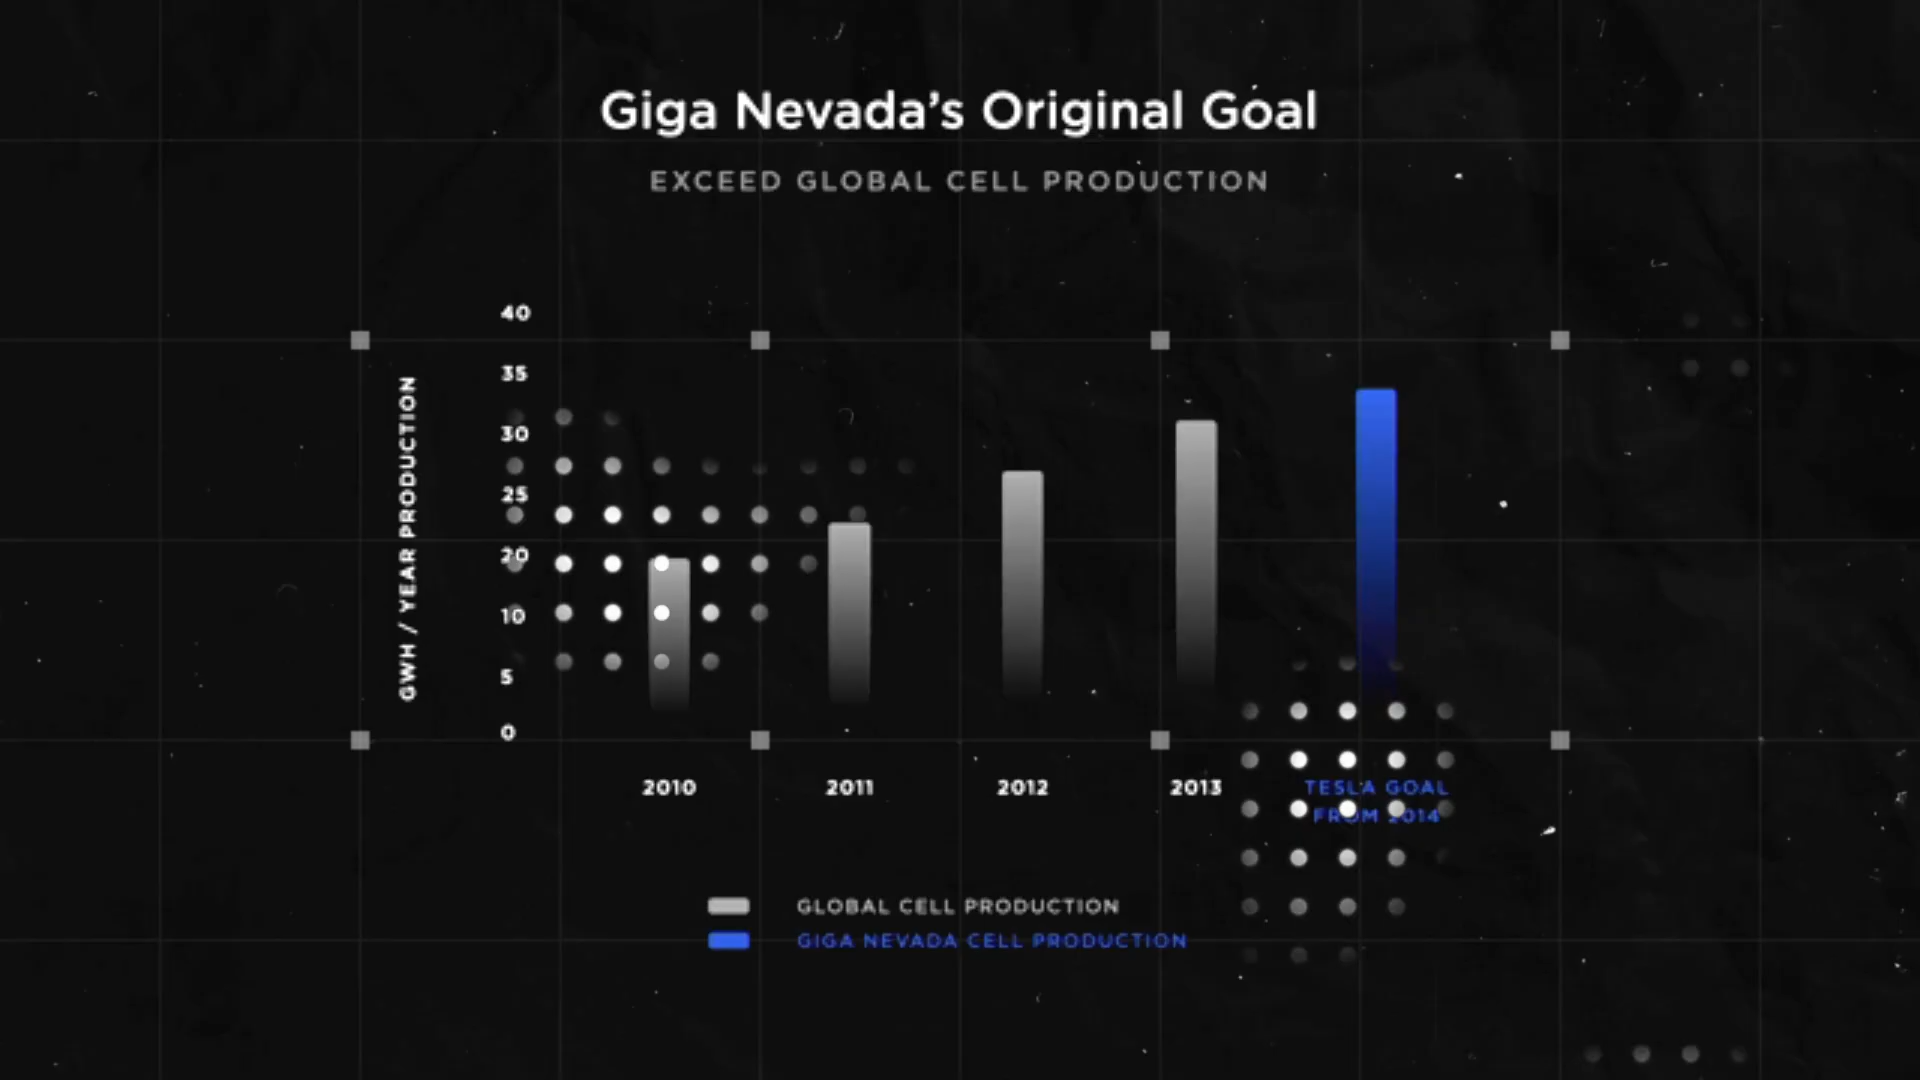 Giga Nevada's Original Goal
EXCEED GLOBAL CELL PRODUCTION
GWH / YEAR PRODUCTION
40
35
30
25
20
10
5
0
2010 2011 2012 2013 TESLA GOAL
FROM 2014
GLOBAL CELL PRODUCTION
GIGA NEVADA CELL PRODUCTION